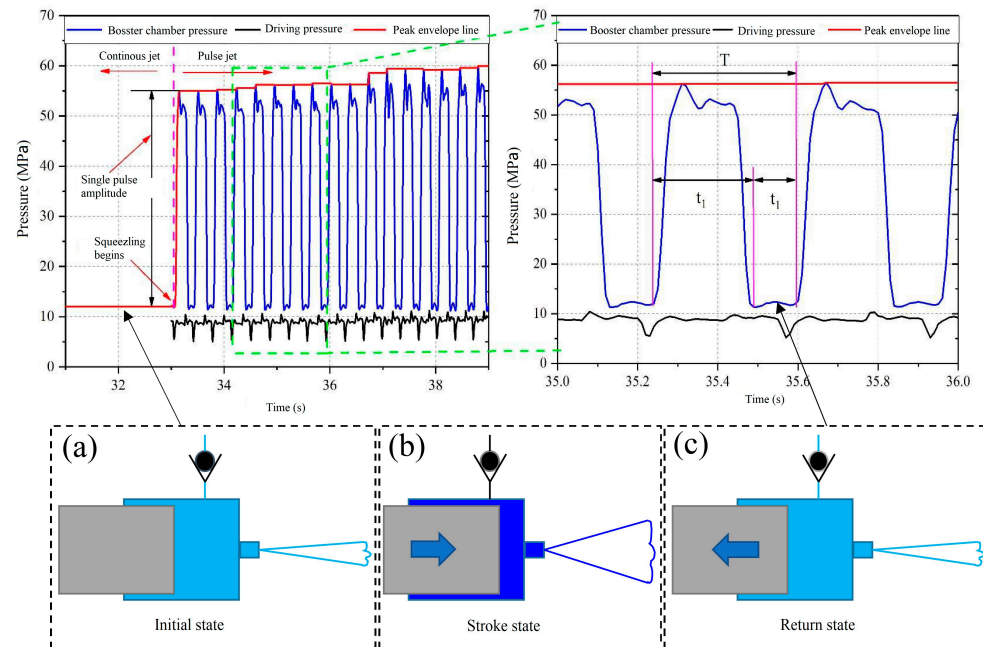 Booster chamber pressure Driving pressure Peak envelope line
Continous jet
Pulse jet
Single pulse
amplitude
Squeezling
begins
Pressure (MPa)
70
60
50
40
30
20
10
0
32 34 36 38
Time (s)
Booster chamber pressure Driving pressure Peak envelope line
T
t1
t1
Pressure (MPa)
70
60
50
40
30
20
10
0
35.0 35.2 35.4 35.6 35.8 36.0
Time (s)
(a)
Initial state
(b)
Stroke state
(c)
Return state